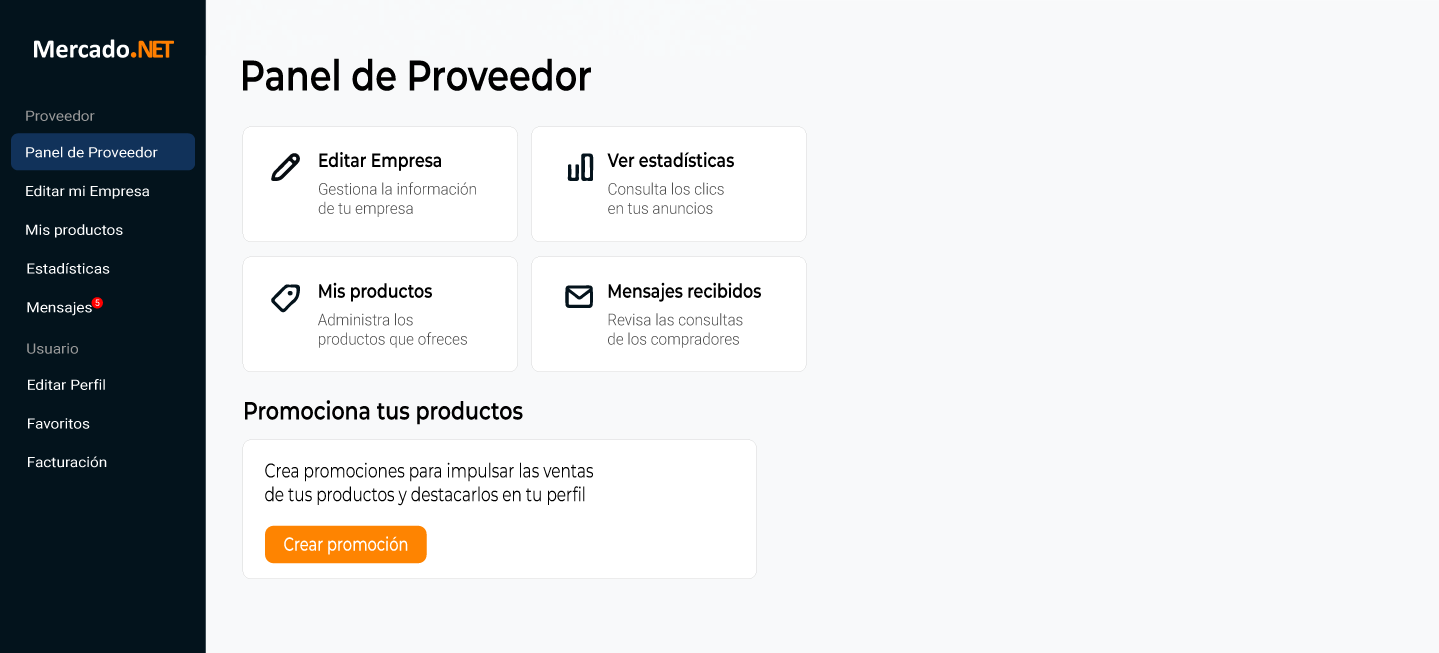 Mercado.NET
Proveedor
Panel de Proveedor
Editar mi Empresa
Mis productos
Estadísticas
Mensajes 5
Usuario
Editar Perfil
Favoritos
Facturación
Panel de Proveedor
Editar Empresa
Gestiona la información
de tu empresa
Ver estadísticas
Consulta los clics
en tus anuncios
Mis productos
Administra los
productos que ofreces
Mensajes recibidos
Revisa las consultas
de los compradores
Promociona tus productos
Crea promociones para impulsar las ventas
de tus productos y destacarlos en tu perfil
Crear promoción